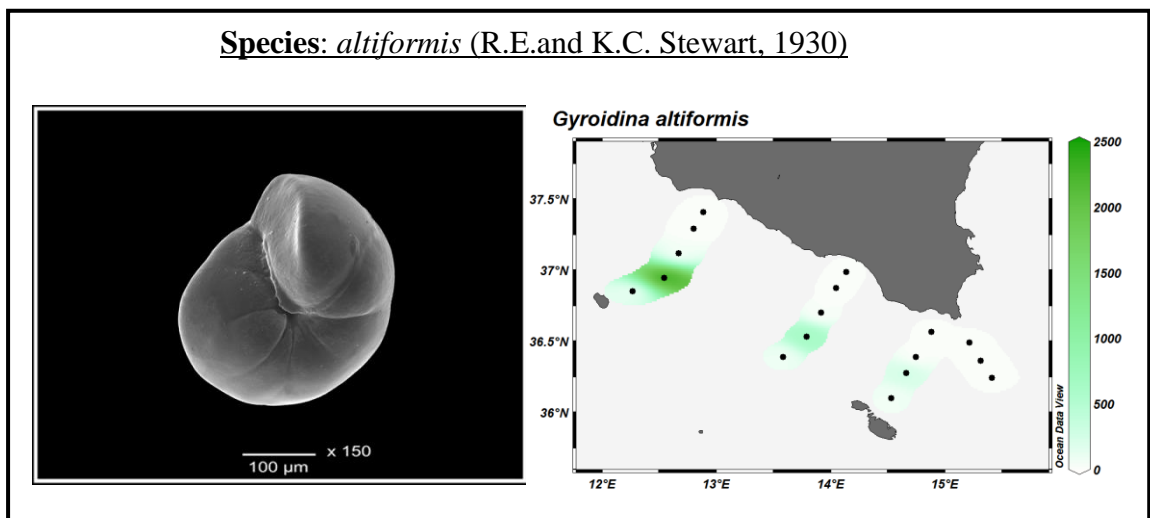 Species: altiformis (R.E.and K.C. Stewart, 1930)
Gyroidina altiformis
x 150
100 µm
37.5°N
37°N
36.5°N
36°N
12°E 13°E 14°E 15°E
2500
2000
1500
1000
500
0
Ocean Data View